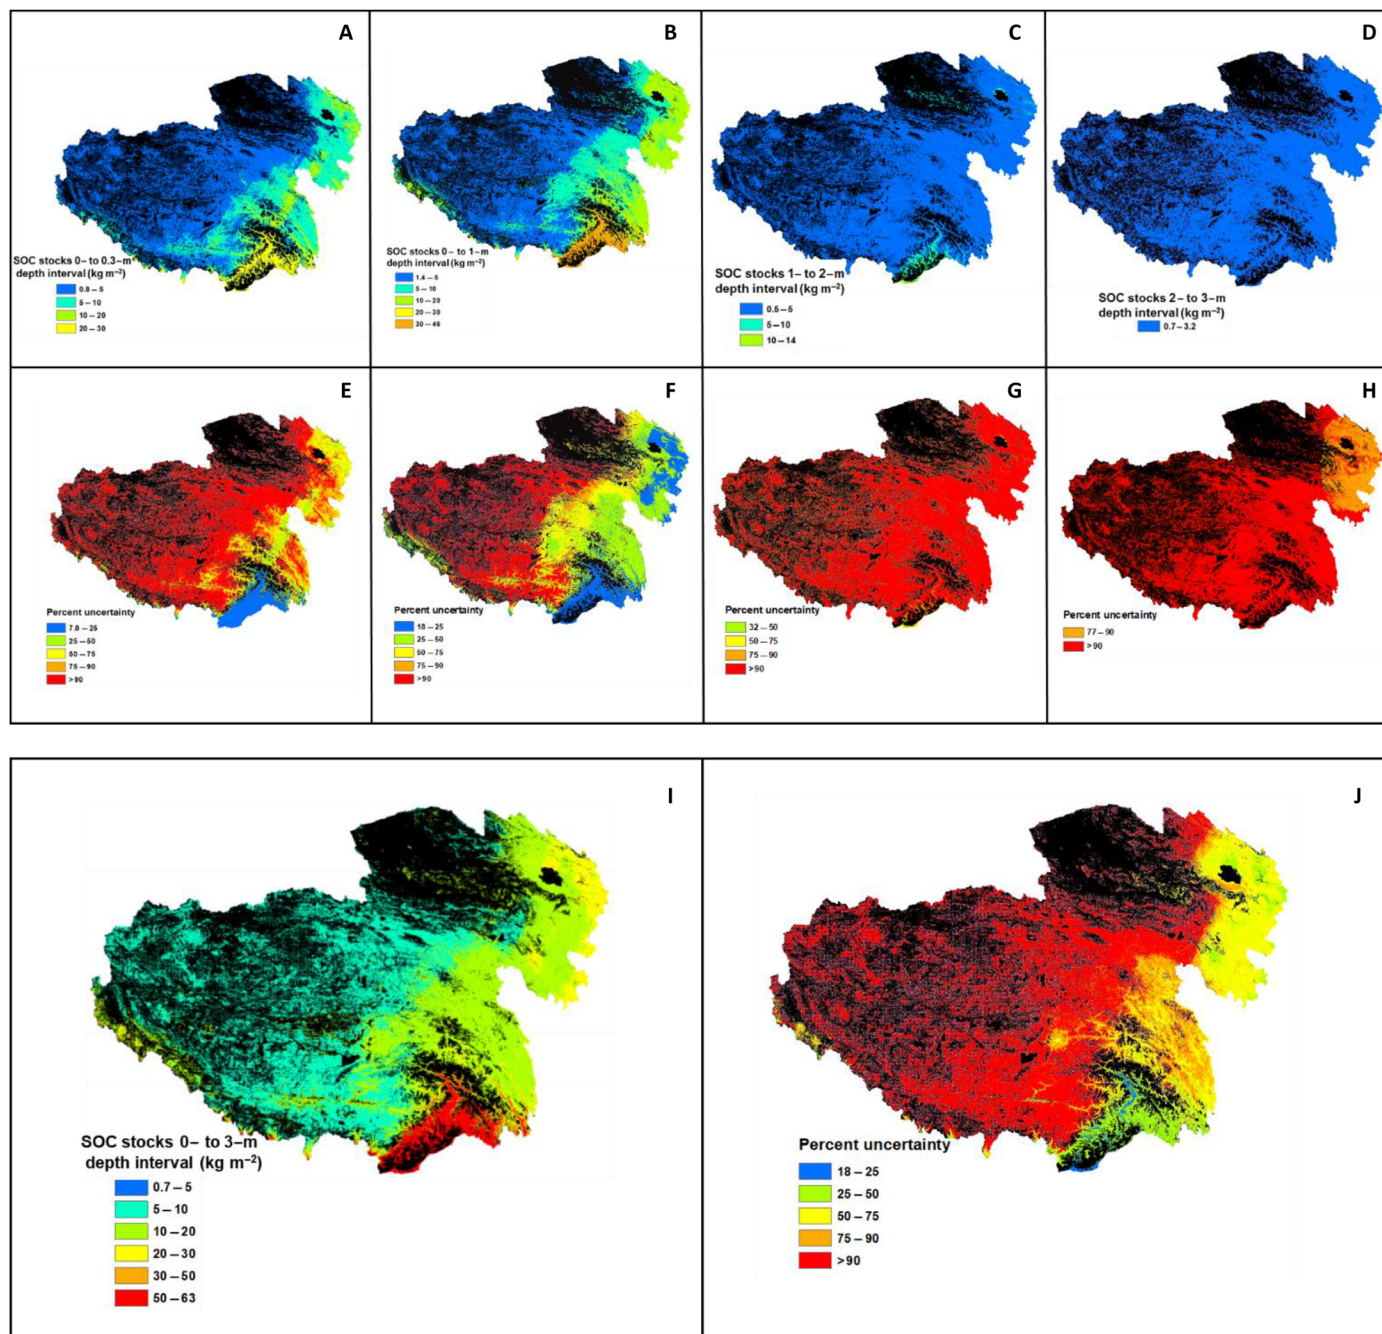 A
SOC stocks 0– to 0.3–m
depth interval (kg m⁻²)
0.8 – 5
5 – 10
10 – 20
20 – 30
B
SOC stocks 0– to 1–m
depth interval (kg m⁻²)
1.4 – 5
5 – 10
10 – 20
20 – 30
30 – 46
C
SOC stocks 1– to 2–m
depth interval (kg m⁻²)
0.5 – 5
5 – 10
10 – 14
D
SOC stocks 2– to 3–m
depth interval (kg m⁻²)
0.7 – 3.2
E
Percent uncertainty
7.0 – 25
25 – 50
50 – 75
75 – 90
>90
F
Percent uncertainty
18 – 25
25 – 50
50 – 75
75 – 90
>90
G
Percent uncertainty
32 – 50
50 – 75
75 – 90
>90
H
Percent uncertainty
77 – 90
>90
I
SOC stocks 0– to 3–m
depth interval (kg m⁻²)
0.7 – 5
5 – 10
10 – 20
20 – 30
30 – 50
50 – 63
J
Percent uncertainty
18 – 25
25 – 50
50 – 75
75 – 90
>90